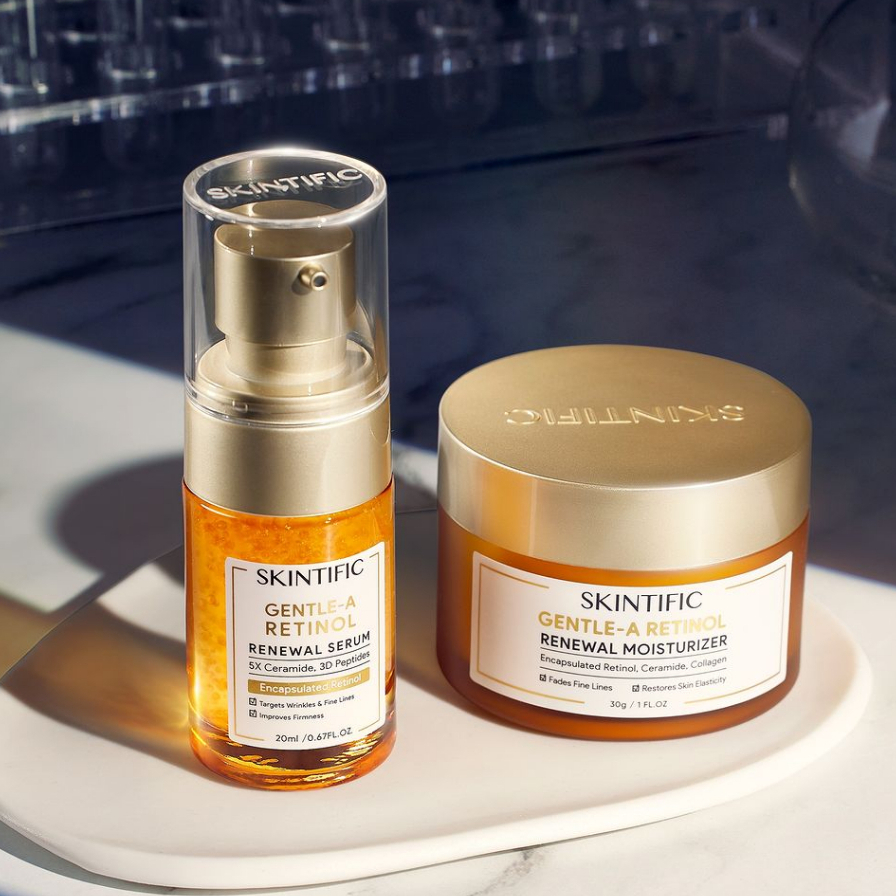 SKINTIFIC
SKINTIFIC
GENTLE-A
RETINOL
RENEWAL SERUM
5X Ceramide, 3D Peptides
Encapsulated Retinol
Targets Wrinkles & Fine Lines
Improves Firmness
20ml /0.67FL.OZ.
SKINTIFIC
SKINTIFIC
GENTLE-A RETINOL
RENEWAL MOISTURIZER
Encapsulated Retinol, Ceramide, Collagen
Fades Fine Lines
Restores Skin Elasticity
30g / 1 FL.OZ